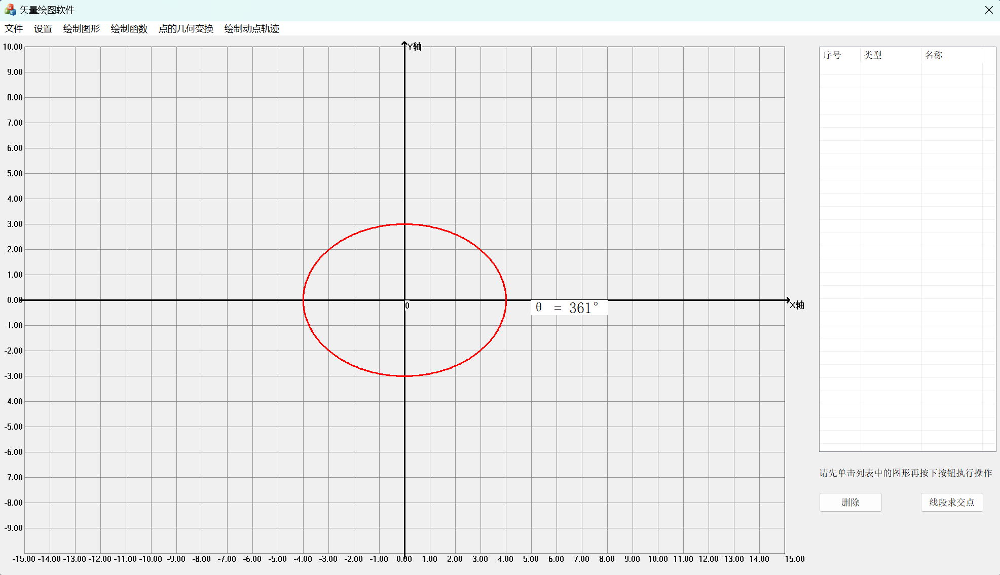 矢量绘图软件
文件 设置 绘制图形 绘制函数 点的几何变换 绘制动点轨迹
Y轴
10.00
9.00
8.00
7.00
6.00
5.00
4.00
3.00
2.00
1.00
0.00
-1.00
-2.00
-3.00
-4.00
-5.00
-6.00
-7.00
-8.00
-9.00
0
θ = 361°
X轴
-15.00 -14.00 -13.00 -12.00 -11.00 -10.00 -9.00 -8.00 -7.00 -6.00 -5.00 -4.00 -3.00 -2.00 -1.00 0.00 1.00 2.00 3.00 4.00 5.00 6.00 7.00 8.00 9.00 10.00 11.00 12.00 13.00 14.00 15.00
序号 类型 名称
请先单击列表中的图形再按下按钮执行操作
删除 线段求交点